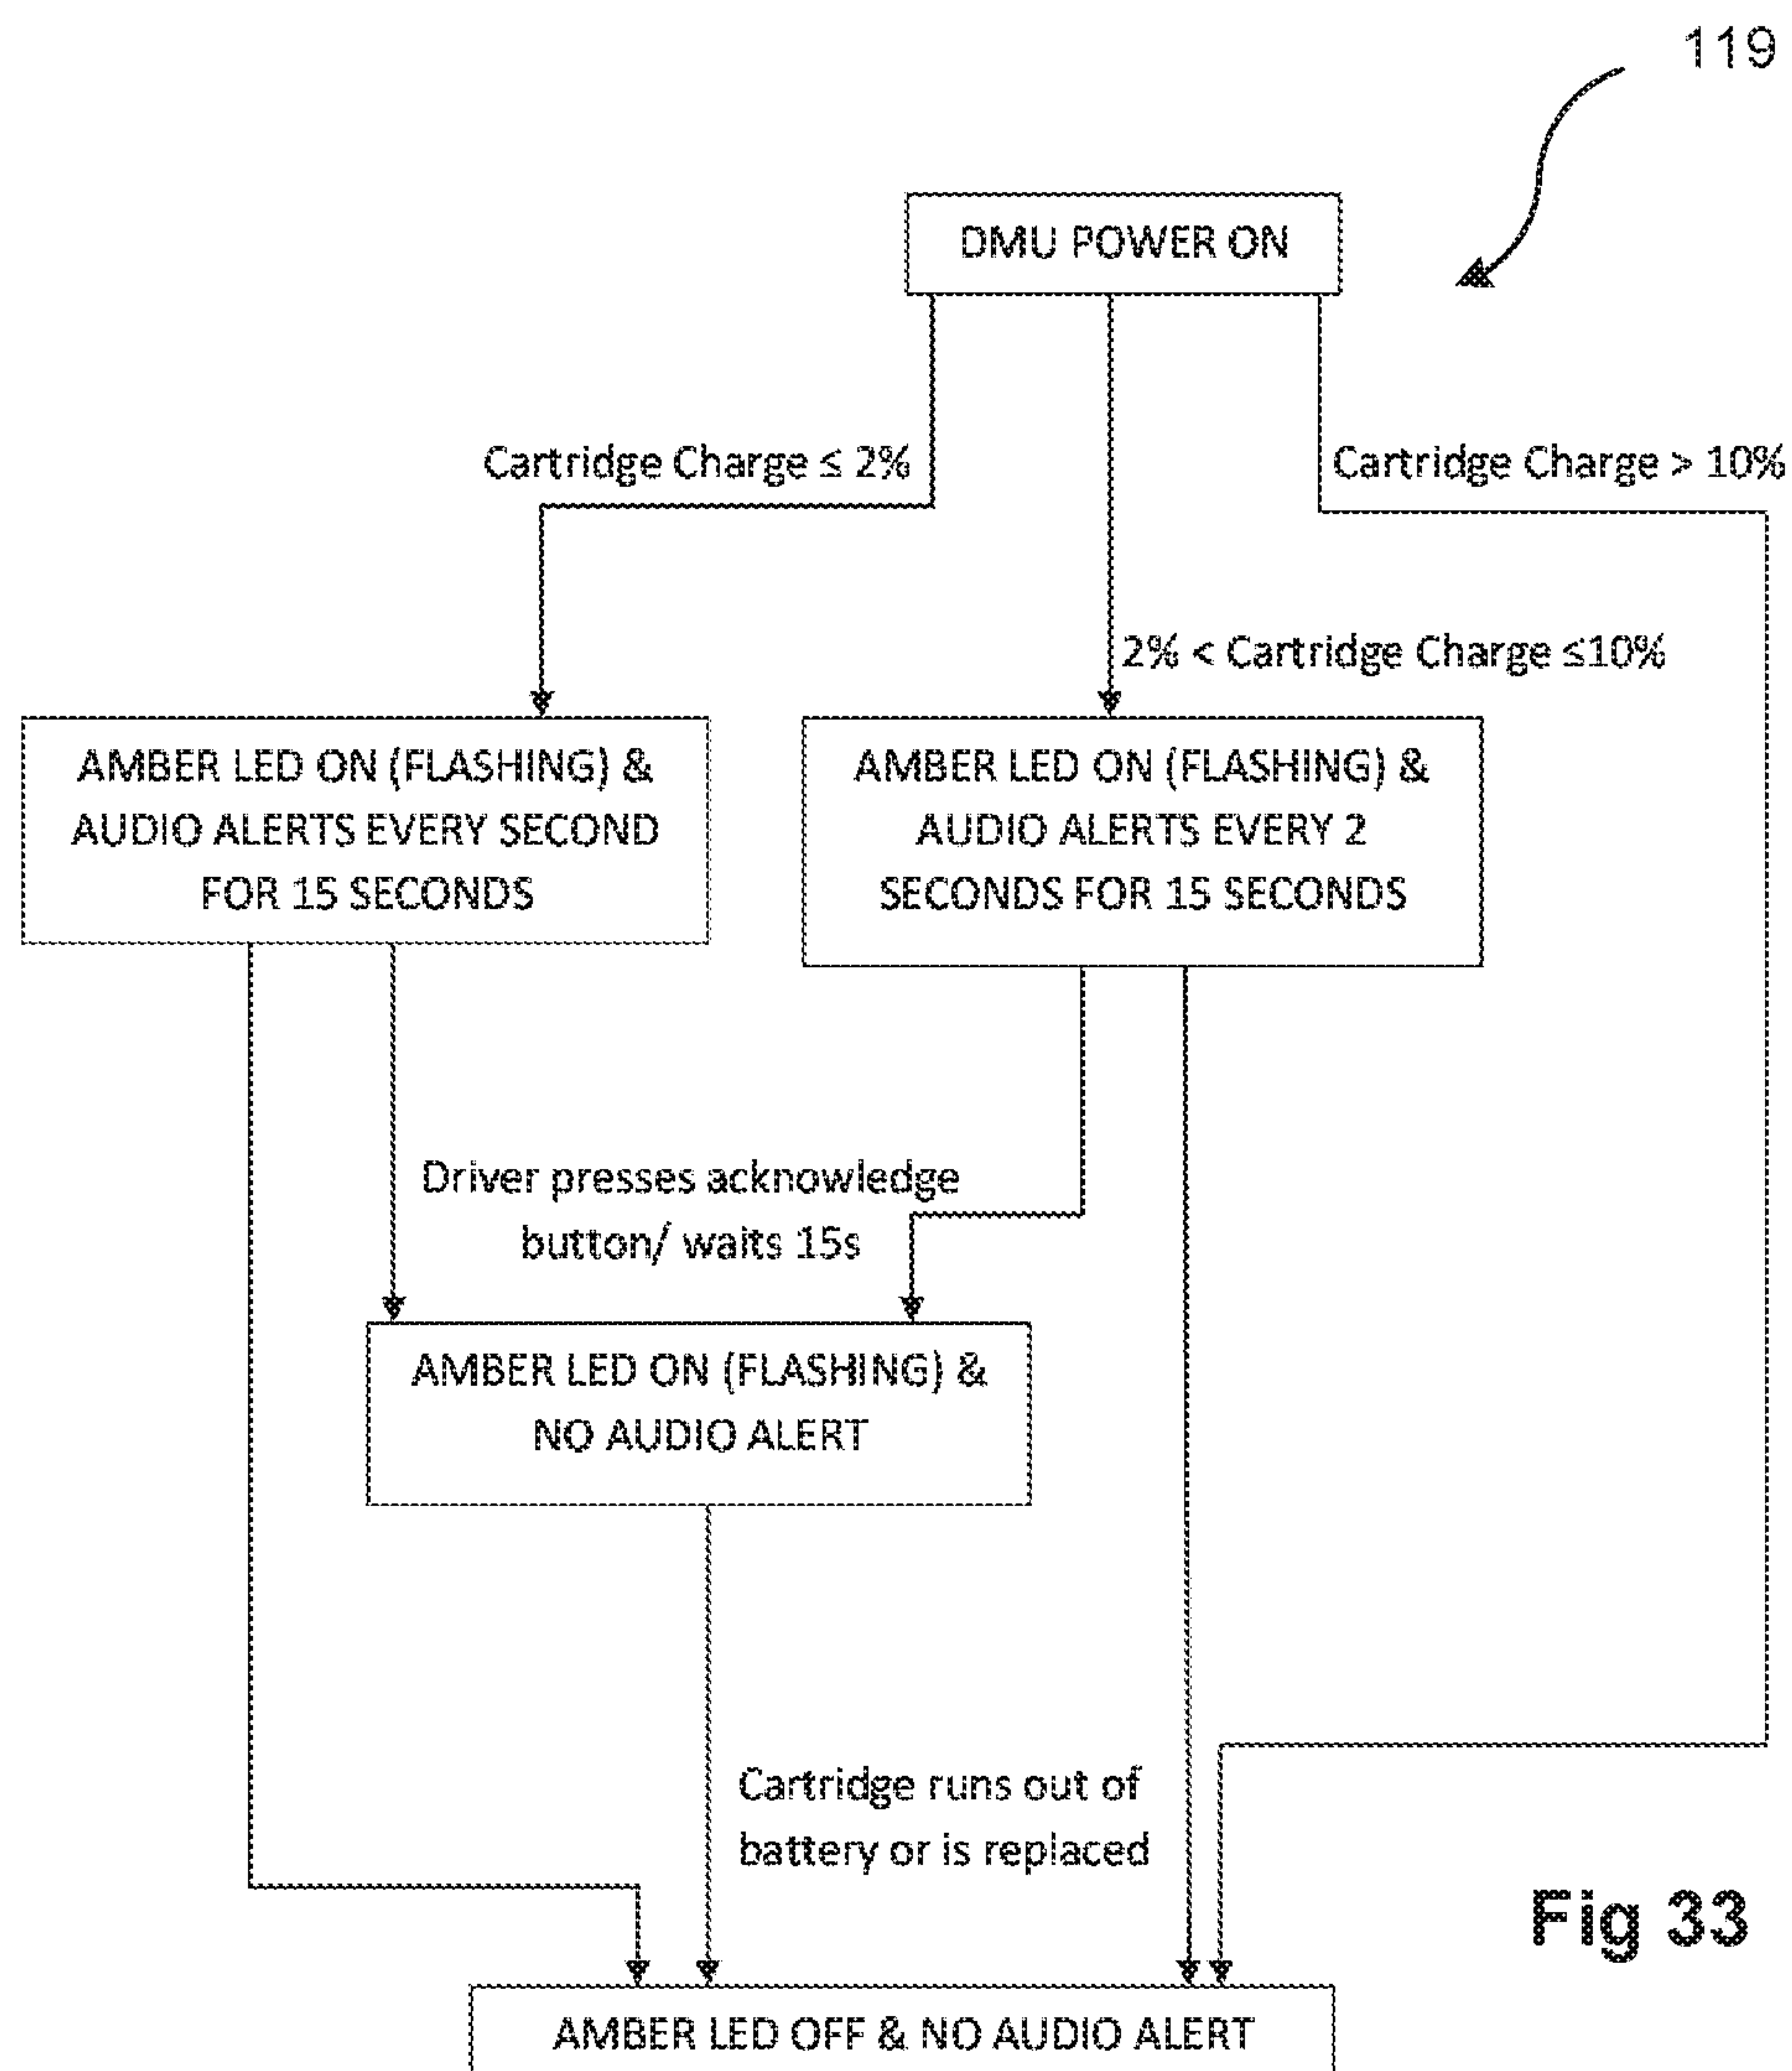 119
DMU POWER ON
Cartridge Charge ≤ 2%
Cartridge Charge > 10%
2% < Cartridge Charge ≤10%
AMBER LED ON (FLASHING) &
AUDIO ALERTS EVERY SECOND
FOR 15 SECONDS
AMBER LED ON (FLASHING) &
AUDIO ALERTS EVERY 2
SECONDS FOR 15 SECONDS
Driver presses acknowledge
button/ waits 15s
AMBER LED ON (FLASHING) &
NO AUDIO ALERT
Cartridge runs out of
battery or is replaced
Fig 33
AMBER LED OFF & NO AUDIO ALERT